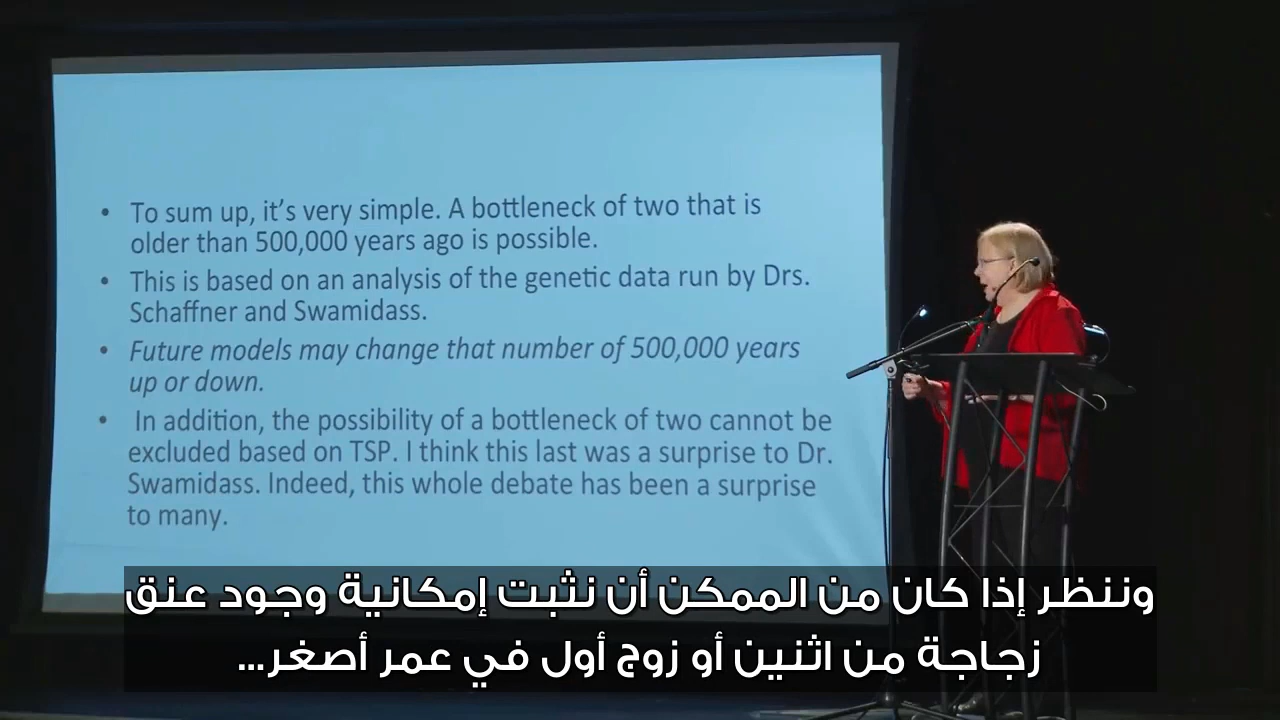 • To sum up, it’s very simple. A bottleneck of two that is
older than 500,000 years ago is possible.
• This is based on an analysis of the genetic data run by Drs.
Schaffner and Swamidass.
• Future models may change that number of 500,000 years
up or down.
• In addition, the possibility of a bottleneck of two cannot be
excluded based on TSP. I think this last was a surprise to Dr.
Swamidass. Indeed, this whole debate has been a surprise
to many.
وننظر إذا كان من الممكن أن نثبت إمكانية وجود عنق
زجاجة من اثنين أو زوج أول في عمر أصغر...